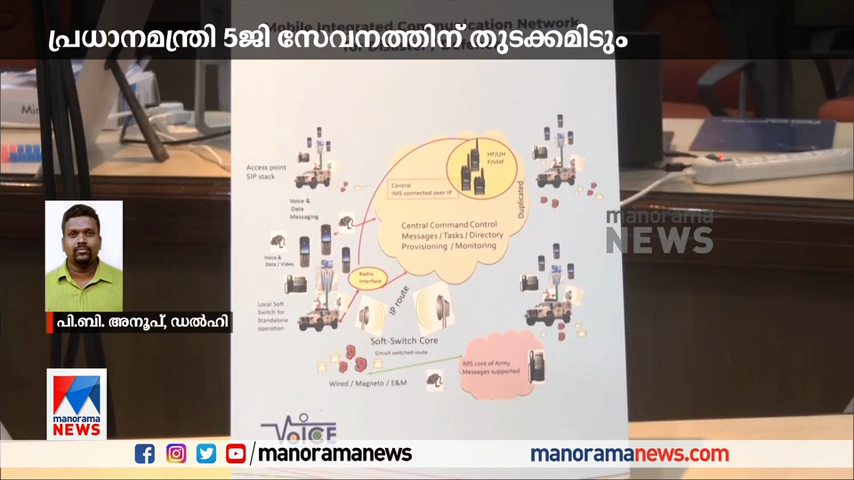 Mobile Integrated Communication Network
പ്രധാനമന്ത്രി 5ജി സേവനത്തിന് തുടക്കമിടും
Access point
SIP stack
HF/UH
F/VHF
Central
IMS connected over IP
Duplicated
Voice &
Data
Messaging
Central Command Control
Messages / Tasks / Directory
Provisioning / Monitoring
manorama
NEWS
Voice &
Data / Video
Radio
Interface
IP route
Local Soft
Switch for
Standalone
operation
പി.ബി. അനൂപ്, ഡൽഹി
Soft-Switch Core
Circuit switched route
IMS core of Army
Messages supported
Wired / Magneto / E&M
manorama
NEWS
VOICE
/manoramanews
manoramanews.com